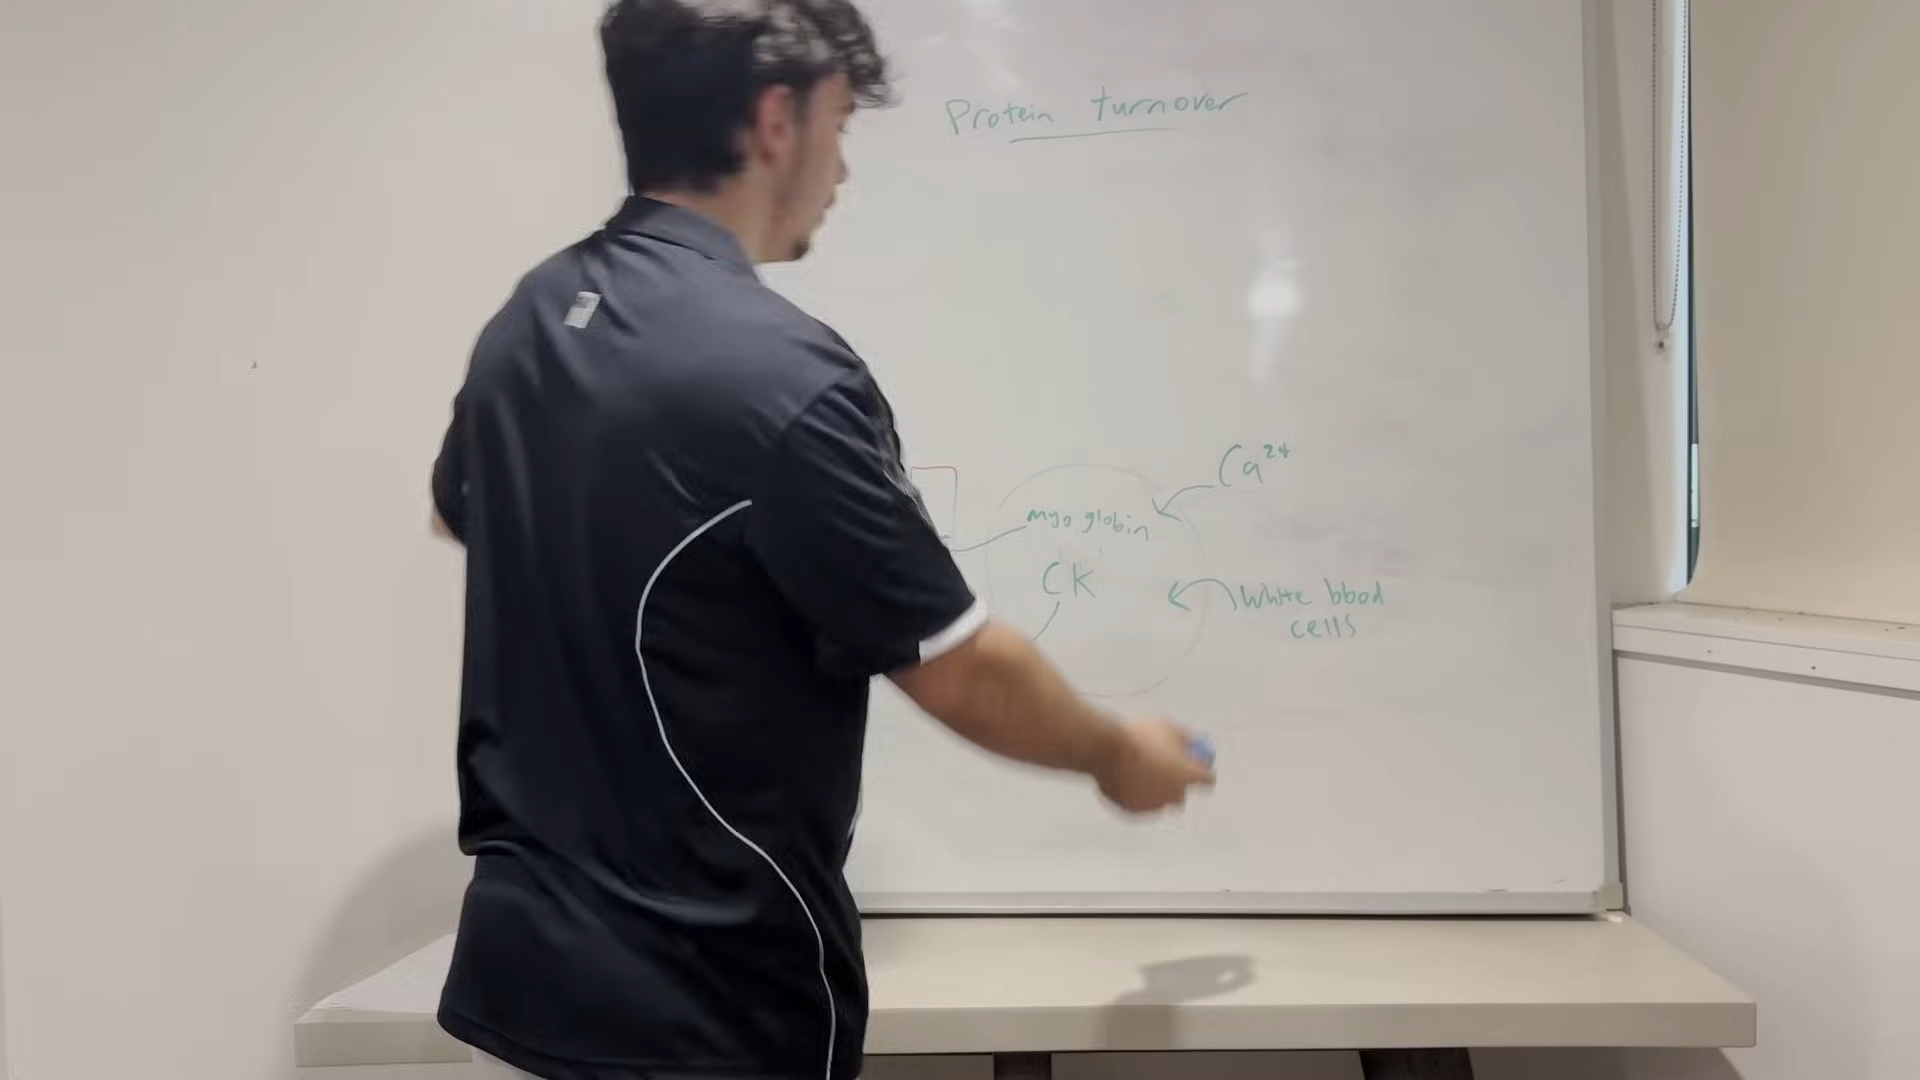 Protein turnover
Ca2+
myoglobin
CK
White blood
cells